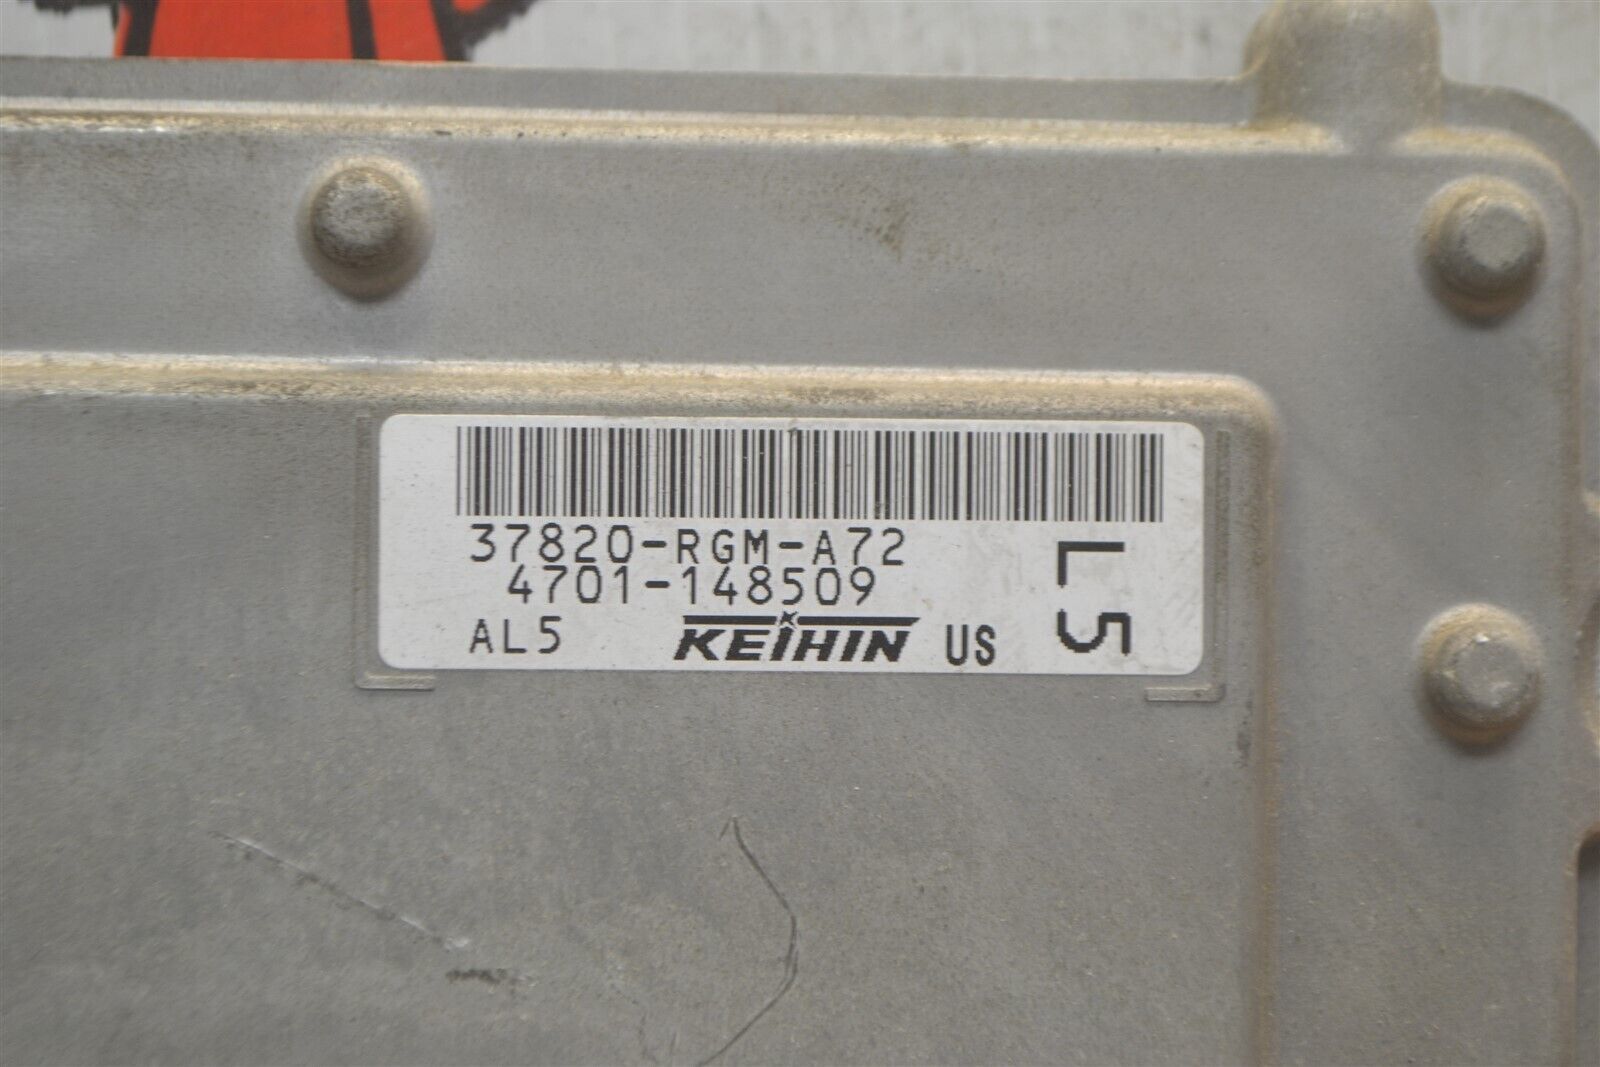 37820-RGM-A72
4701-148509
AL5 KEIHIN US
L5